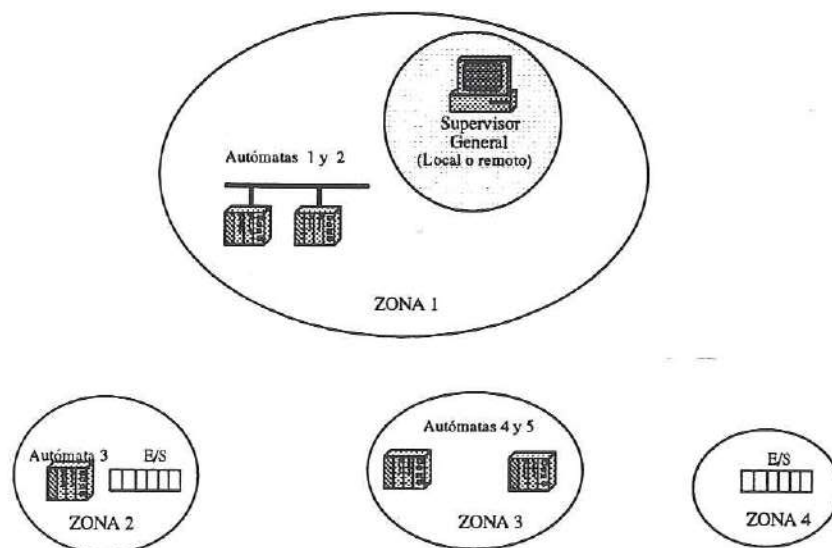 Supervisor
General
(Local o remoto)
Autómatas 1 y 2
ZONA 1
Autómata 3
E/S
ZONA 2
Autómatas 4 y 5
ZONA 3
E/S
ZONA 4